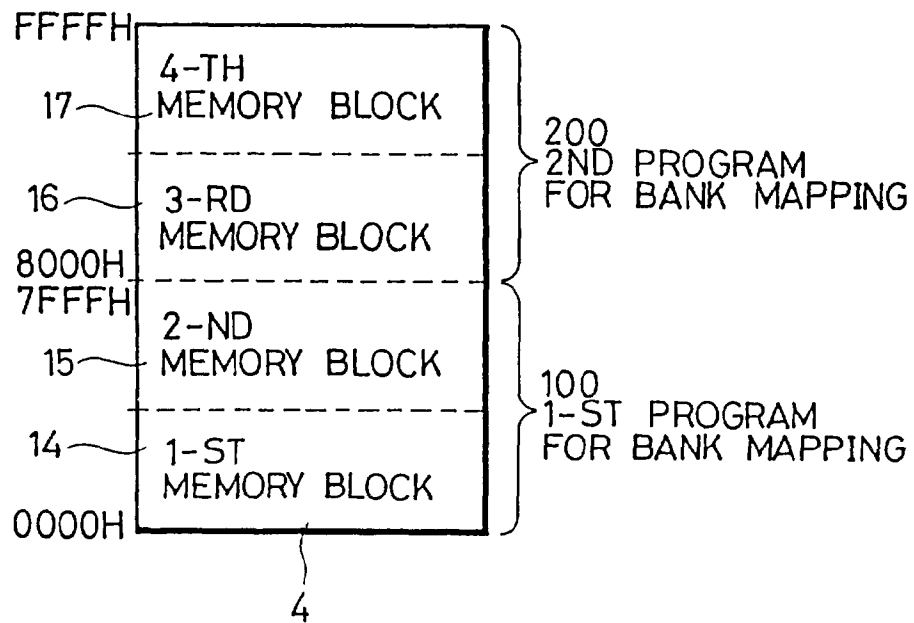 FFFFH
4-TH
17 MEMORY BLOCK
200
2ND PROGRAM
FOR BANK MAPPING
16 3-RD
MEMORY BLOCK
8000H
7FFFH
2-ND
15 MEMORY BLOCK
100
1-ST PROGRAM
FOR BANK MAPPING
14 1-ST
MEMORY BLOCK
0000H
4